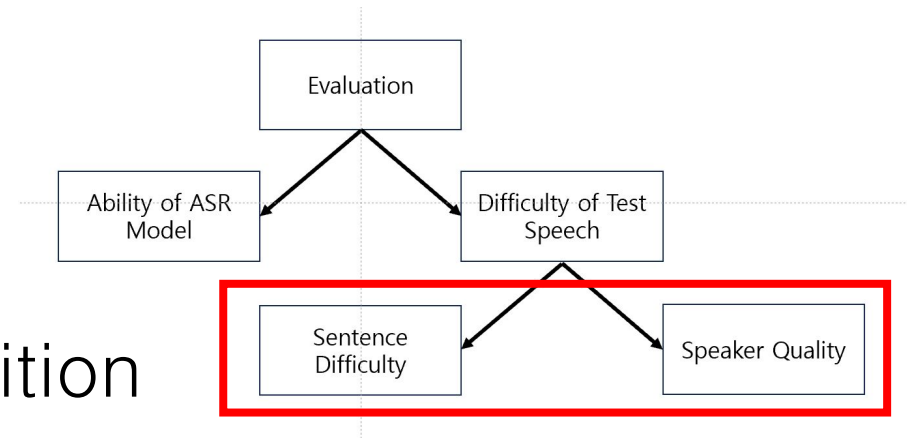 Evaluation
Ability of ASR
Model
Difficulty of Test
Speech
Sentence
Difficulty
Speaker Quality
ition